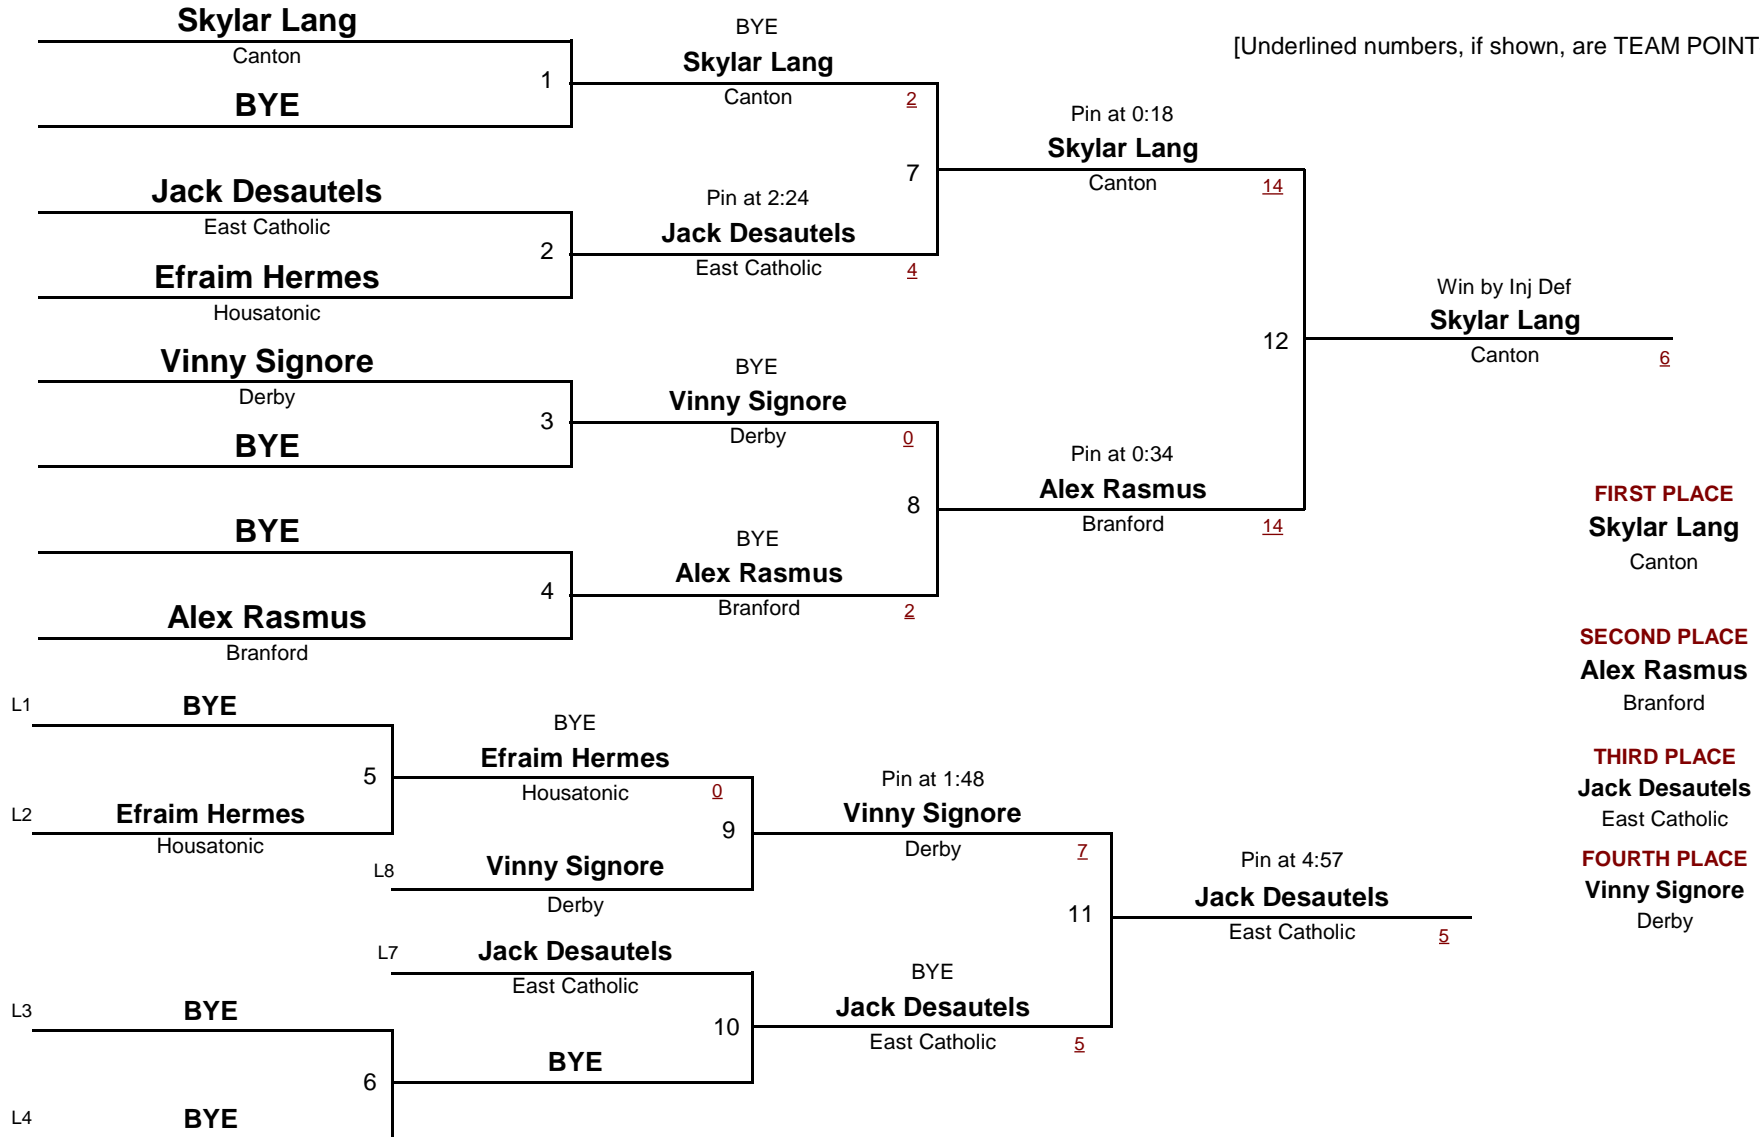 Skylar Lang
Canton
1
BYE
BYE
Skylar Lang
Canton
2
[Underlined numbers, if shown, are TEAM POINT
Jack Desautels
East Catholic
2
Efraim Hermes
Housatonic
Pin at 2:24
Jack Desautels
East Catholic
4
7
Pin at 0:18
Skylar Lang
Canton
14
Vinny Signore
Derby
3
BYE
BYE
Vinny Signore
Derby
0
BYE
4
Alex Rasmus
Branford
BYE
Alex Rasmus
Branford
2
8
Pin at 0:34
Alex Rasmus
Branford
14
12
Win by Inj Def
Skylar Lang
Canton
6
FIRST PLACE
Skylar Lang
Canton
SECOND PLACE
Alex Rasmus
Branford
THIRD PLACE
Jack Desautels
East Catholic
FOURTH PLACE
Vinny Signore
Derby
L1
BYE
5
L2
Efraim Hermes
Housatonic
BYE
Efraim Hermes
Housatonic
0
9
L8
Vinny Signore
Derby
Pin at 1:48
Vinny Signore
Derby
7
L7
Jack Desautels
East Catholic
10
BYE
L3
BYE
6
L4
BYE
BYE
Jack Desautels
East Catholic
5
11
Pin at 4:57
Jack Desautels
East Catholic
5